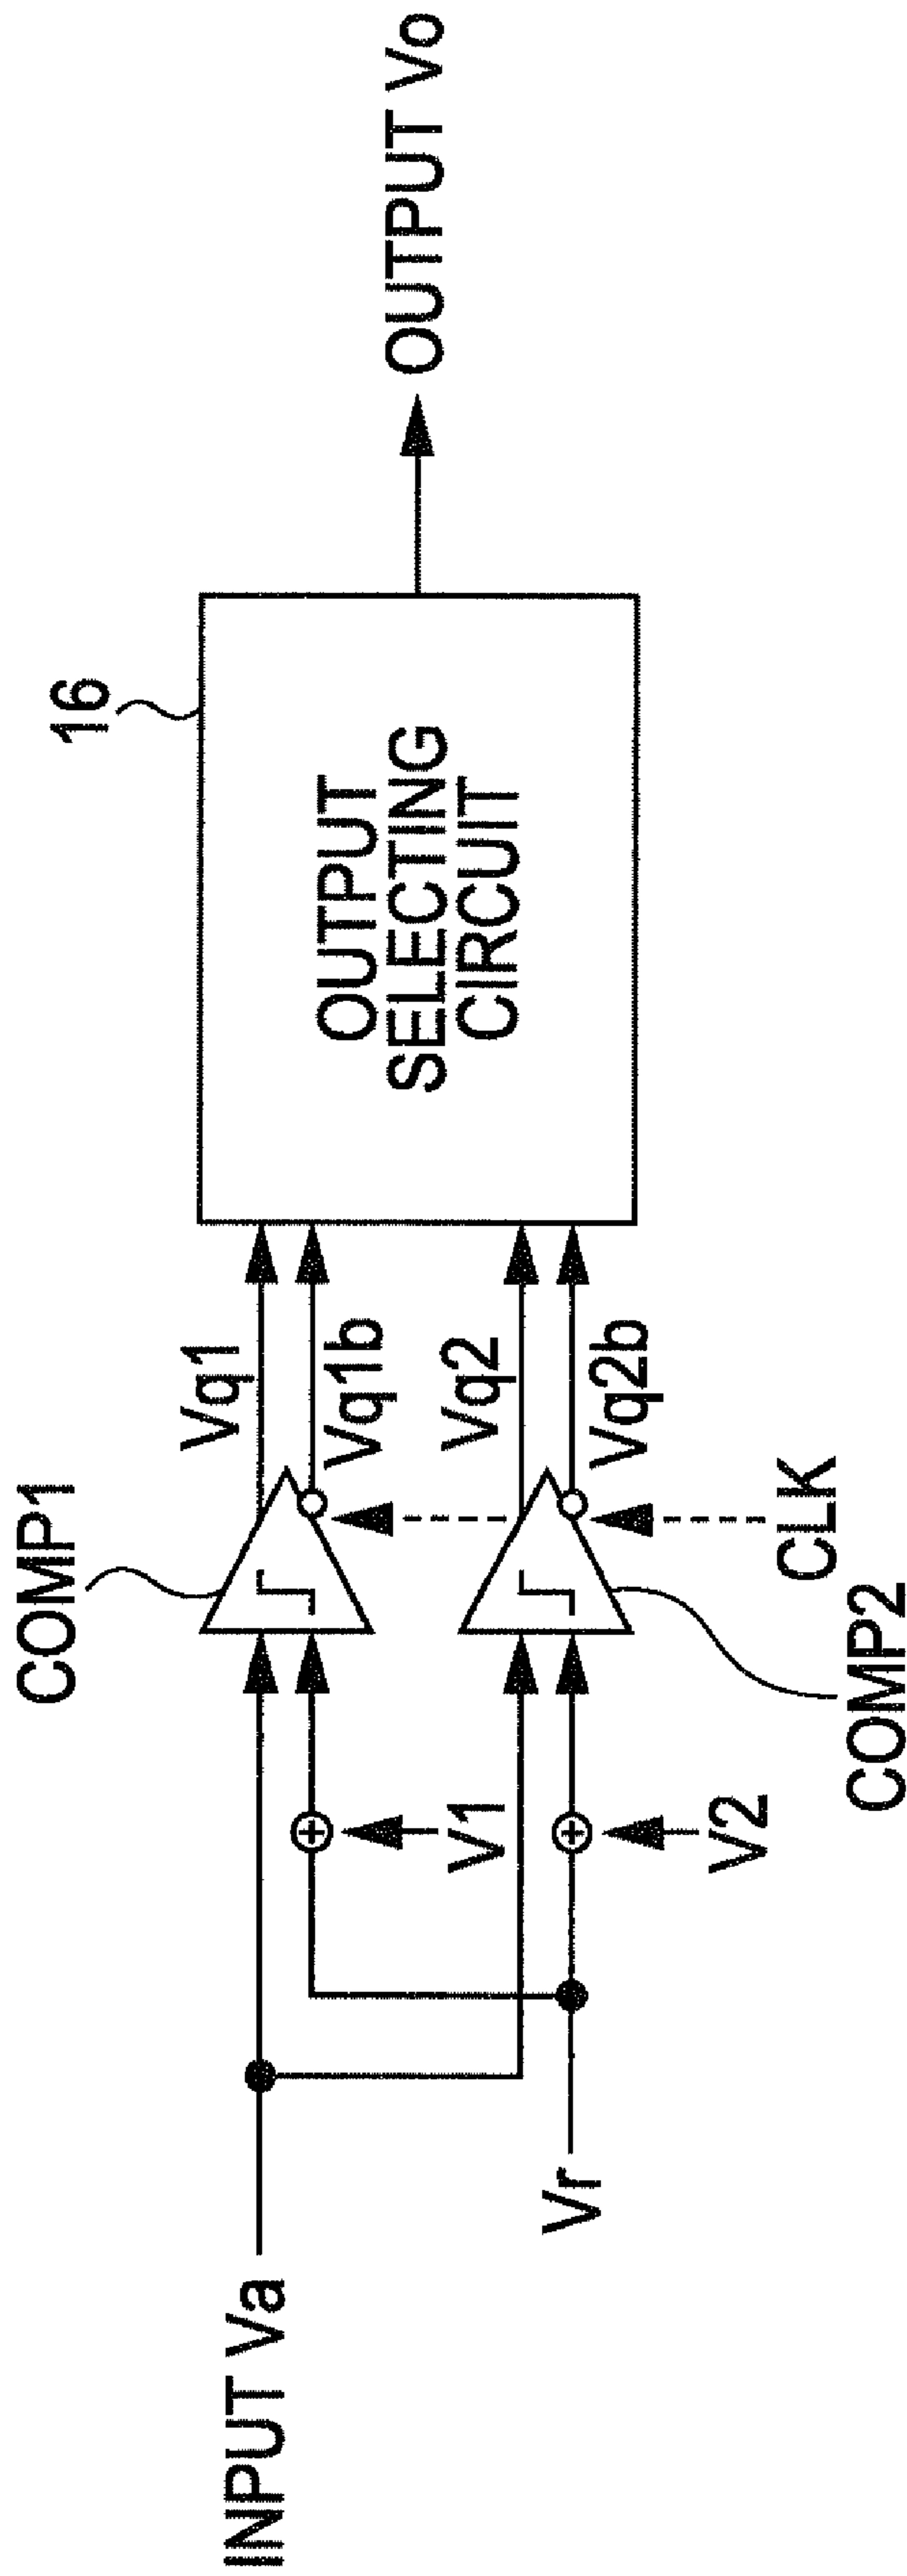 COMP1
16
INPUT Va
Vq1
Vq1b
V1
OUTPUT
SELECTING
CIRCUIT
OUTPUT Vo
Vq2
Vq2b
Vr
V2
CLK
COMP2